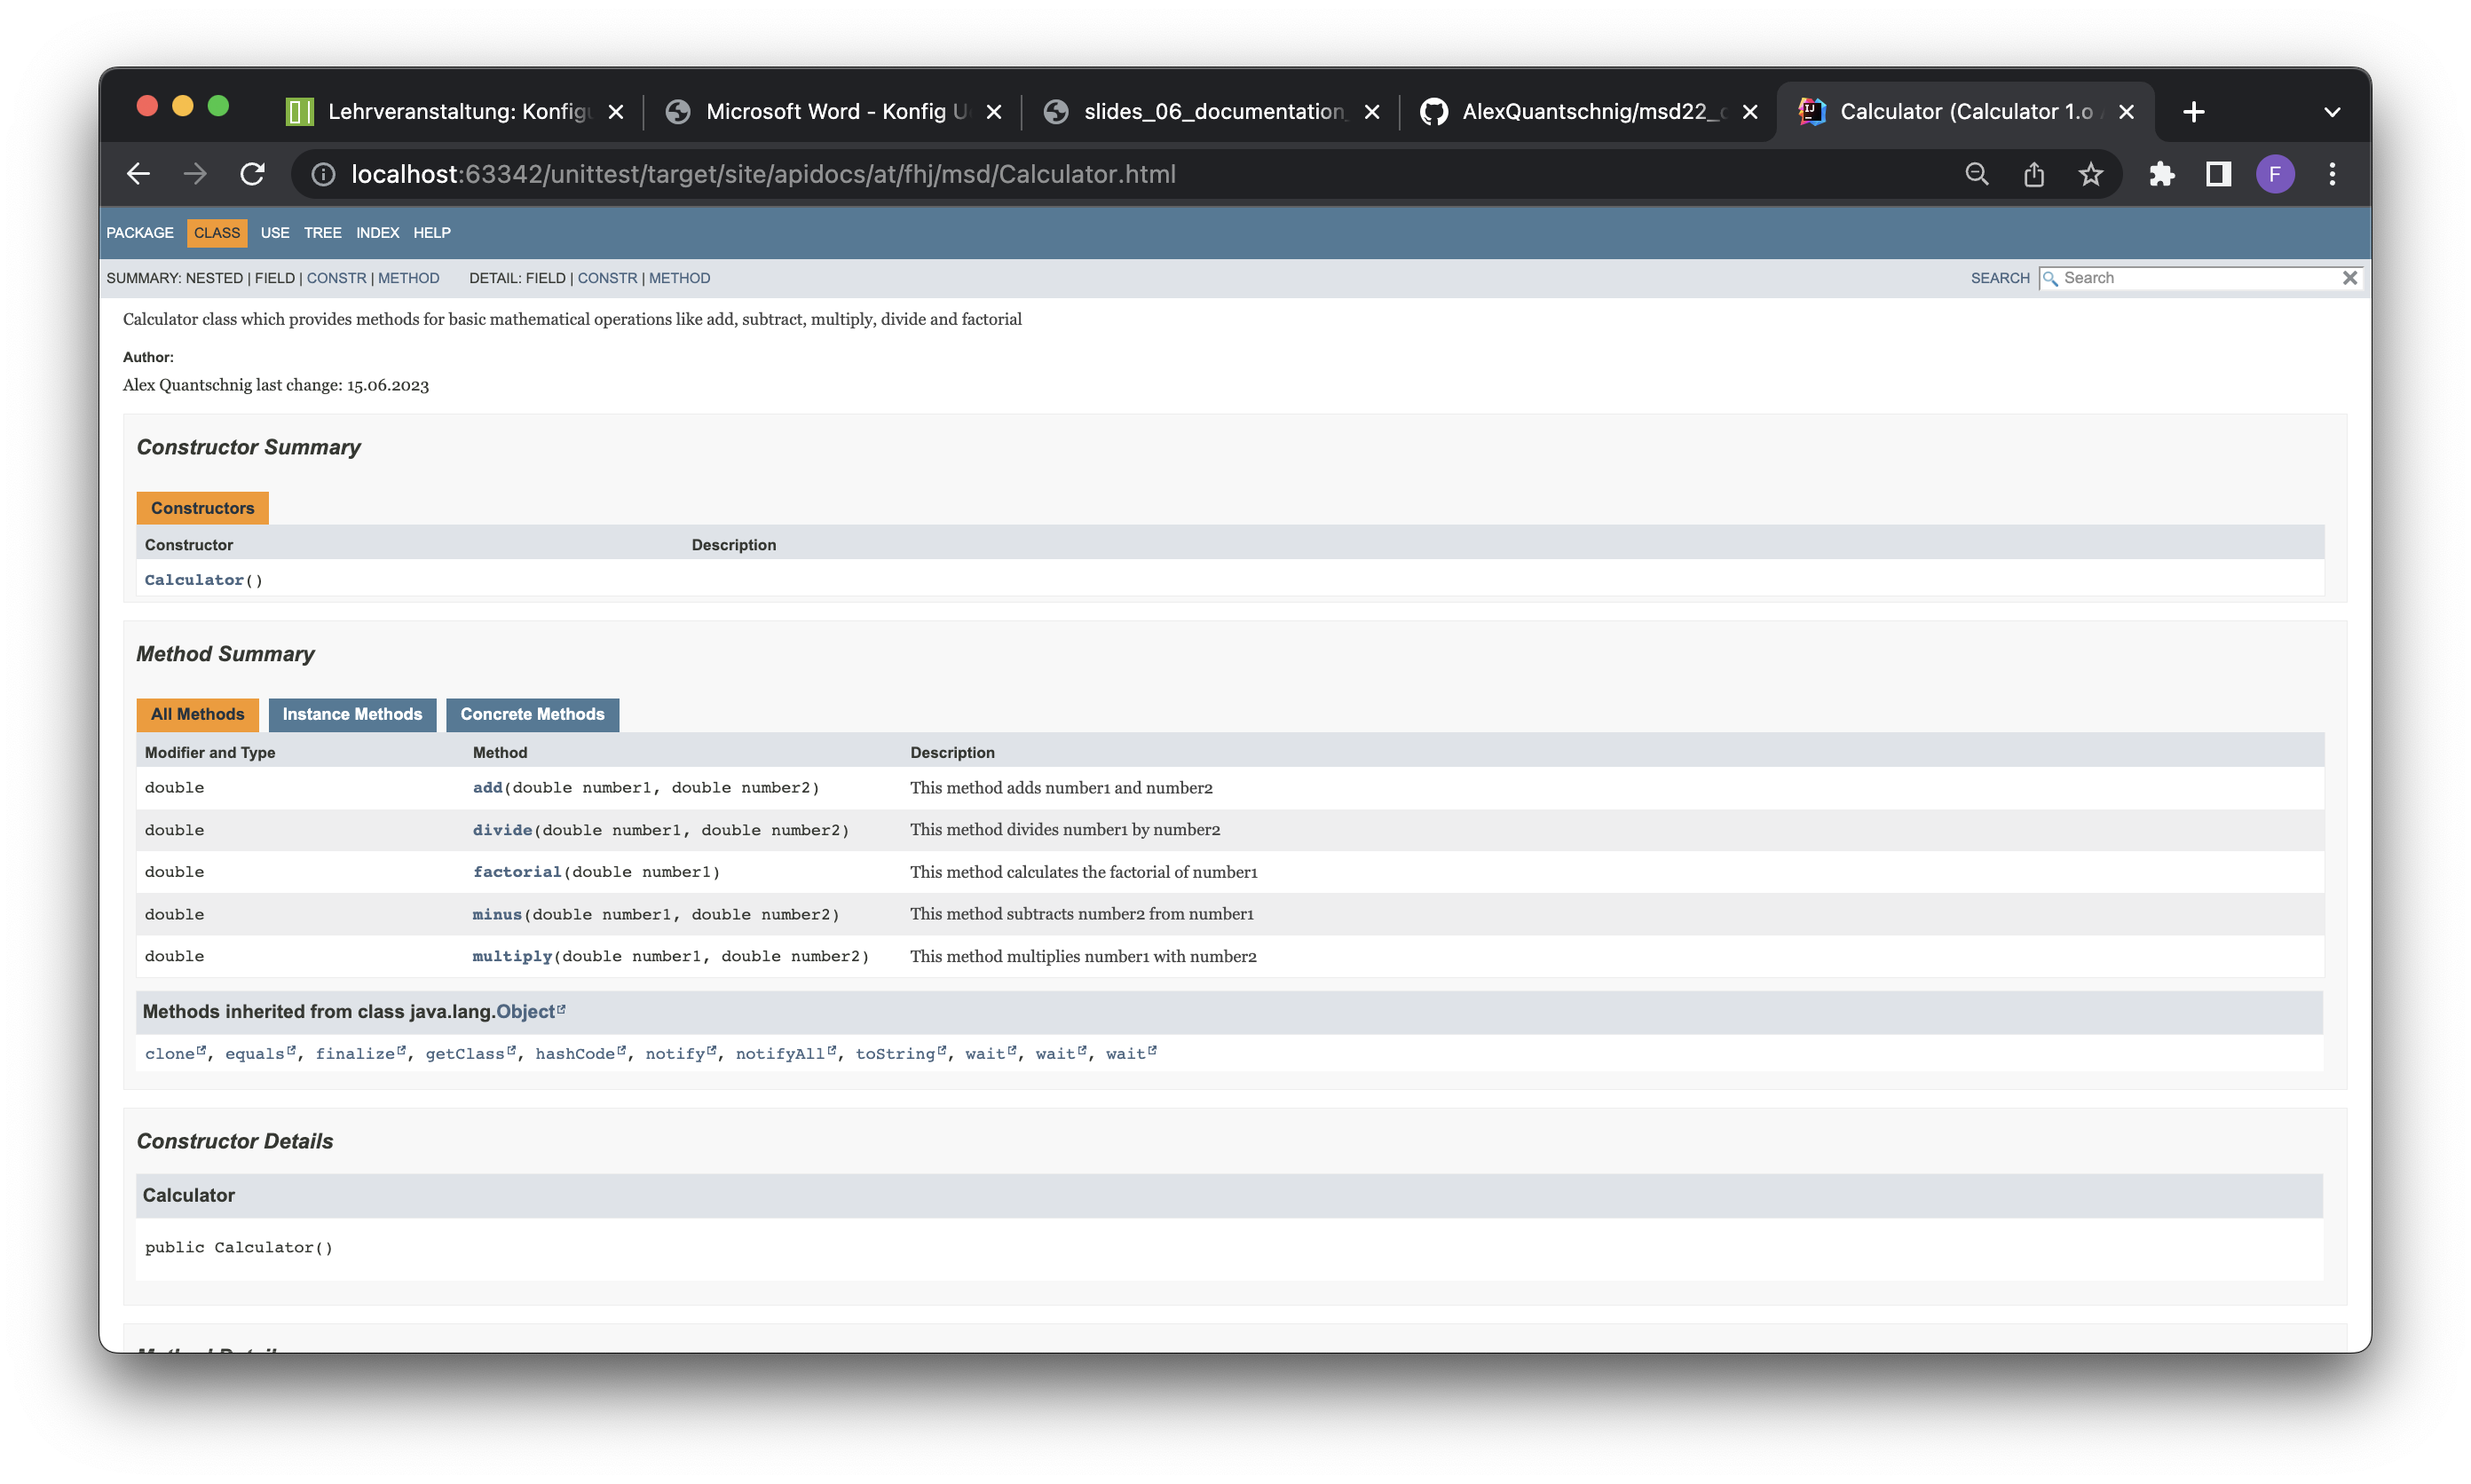 Lehrveranstaltung: Konfigu
Microsoft Word - Konfig U
slides_06_documentation_
AlexQuantschnig/msd22_c
Calculator (Calculator 1.0
localhost:63342/unittest/target/site/apidocs/at/fhj/msd/Calculator.html
F
PACKAGE CLASS USE TREE INDEX HELP
SUMMARY: NESTED | FIELD | CONSTR | METHOD DETAIL: FIELD | CONSTR | METHOD SEARCH Search
Calculator class which provides methods for basic mathematical operations like add, subtract, multiply, divide and factorial
Author:
Alex Quantschnig last change: 15.06.2023
Constructor Summary
Constructors
Constructor Description
Calculator()
Method Summary
All Methods Instance Methods Concrete Methods
Modifier and Type Method Description
double add(double number1, double number2) This method adds number1 and number2
double divide(double number1, double number2) This method divides number1 by number2
double factorial(double number1) This method calculates the factorial of number1
double minus(double number1, double number2) This method subtracts number2 from number1
double multiply(double number1, double number2) This method multiplies number1 with number2
Methods inherited from class java.lang.Object
clone, equals, finalize, getClass, hashCode, notify, notifyAll, toString, wait, wait, wait
Constructor Details
Calculator
public Calculator()